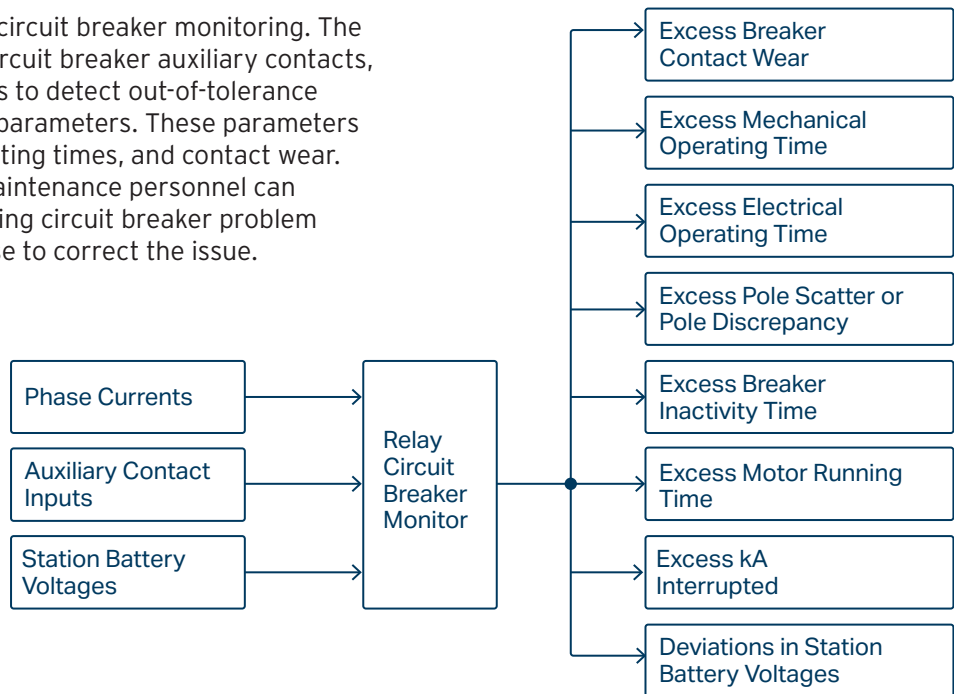 circuit breaker monitoring. The
rcuit breaker auxiliary contacts,
s to detect out-of-tolerance
parameters. These parameters
ting times, and contact wear.
aintenance personnel can
ing circuit breaker problem
e to correct the issue.
Phase Currents
Auxiliary Contact
Inputs
Station Battery
Voltages
Relay
Circuit
Breaker
Monitor
Excess Breaker
Contact Wear
Excess Mechanical
Operating Time
Excess Electrical
Operating Time
Excess Pole Scatter or
Pole Discrepancy
Excess Breaker
Inactivity Time
Excess Motor Running
Time
Excess kA
Interrupted
Deviations in Station
Battery Voltages